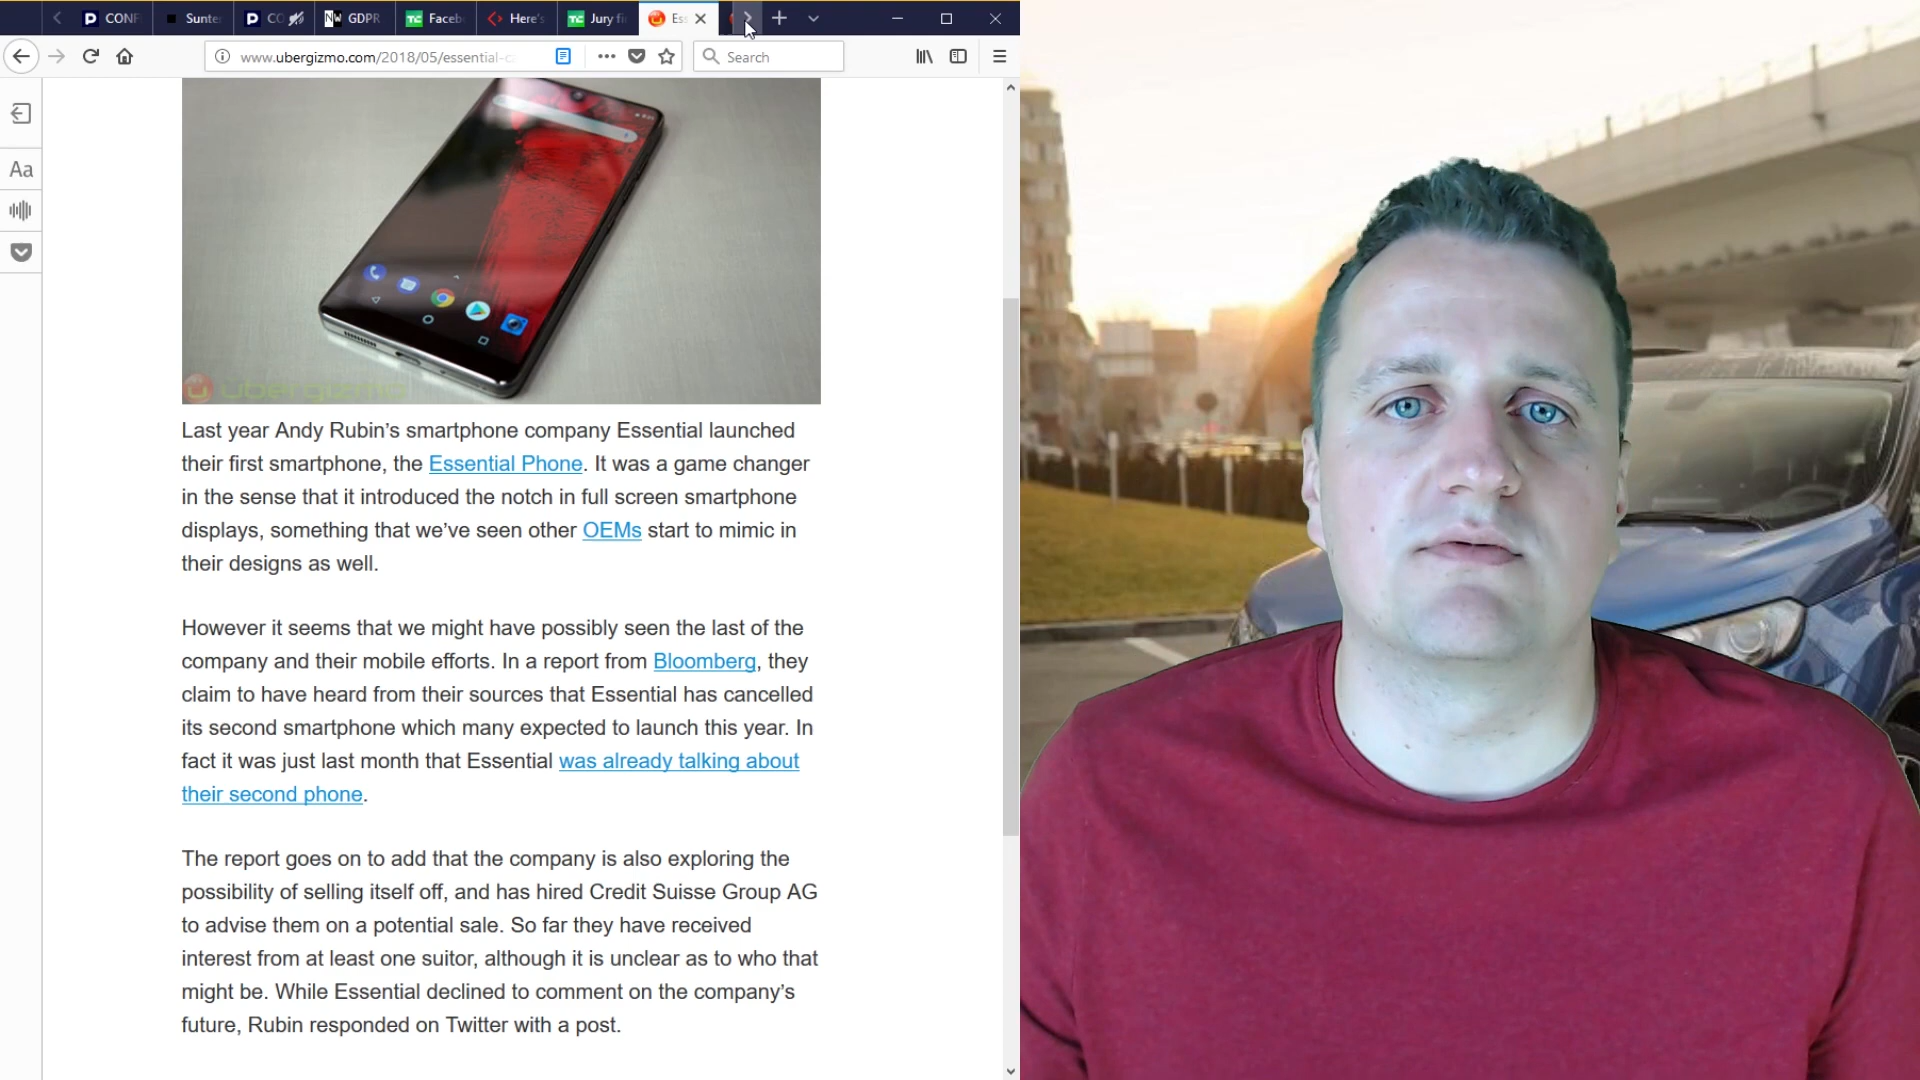 CONF
Sunte
CO
GDPR
Faceb
Here's
Jury fi
Es
www.ubergizmo.com/2018/05/essential-c
Search
Aa
ubergizmo
Last year Andy Rubin's smartphone company Essential launched
their first smartphone, the Essential Phone. It was a game changer
in the sense that it introduced the notch in full screen smartphone
displays, something that we've seen other OEMs start to mimic in
their designs as well.
However it seems that we might have possibly seen the last of the
company and their mobile efforts. In a report from Bloomberg, they
claim to have heard from their sources that Essential has cancelled
its second smartphone which many expected to launch this year. In
fact it was just last month that Essential was already talking about
their second phone.
The report goes on to add that the company is also exploring the
possibility of selling itself off, and has hired Credit Suisse Group AG
to advise them on a potential sale. So far they have received
interest from at least one suitor, although it is unclear as to who that
might be. While Essential declined to comment on the company's
future, Rubin responded on Twitter with a post.